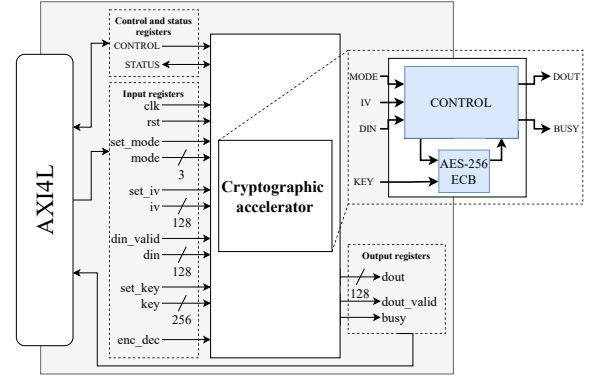 Control and status
registers
CONTROL
STATUS
Input registers
clk
rst
set_mode
mode
3
set_iv
iv
128
din_valid
din
128
set_key
key
256
enc_dec
AXI4L
Cryptographic
accelerator
MODE
IV
DIN
KEY
CONTROL
AES-256
ECB
DOUT
BUSY
Output registers
dout
128
dout_valid
busy